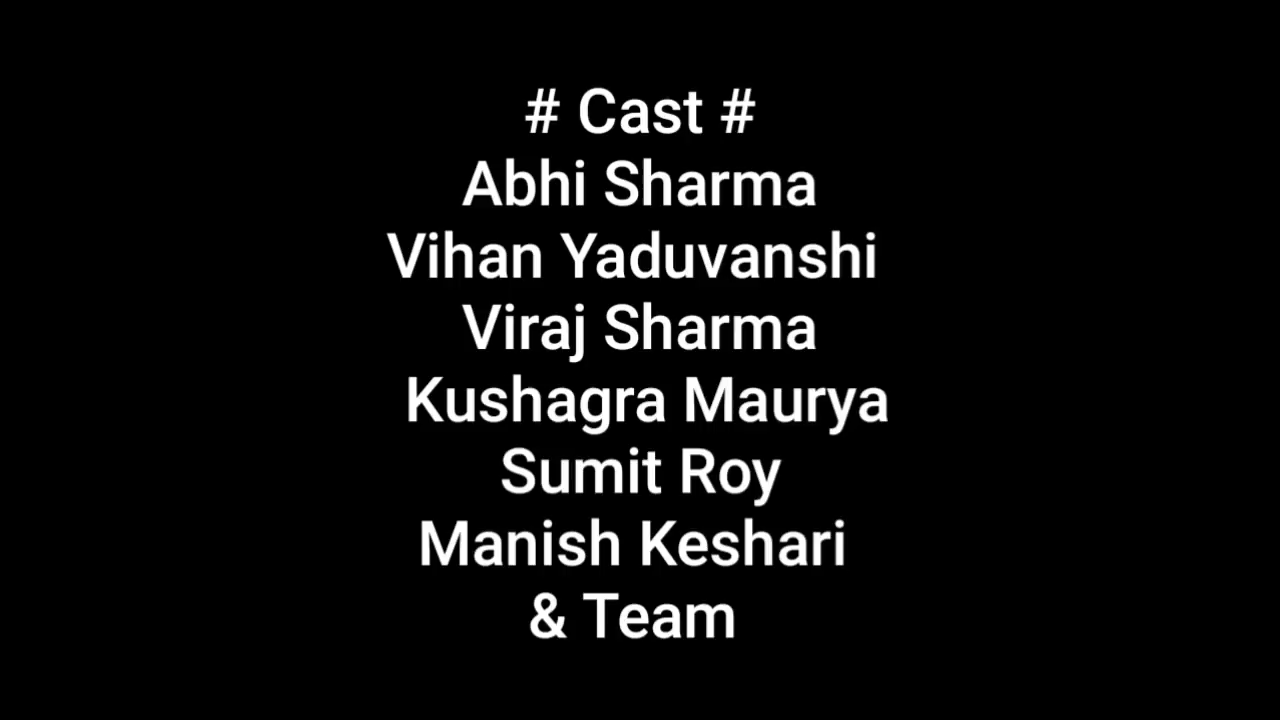 # Cast #
Abhi Sharma
Vihan Yaduvanshi
Viraj Sharma
Kushagra Maurya
Sumit Roy
Manish Keshari
& Team